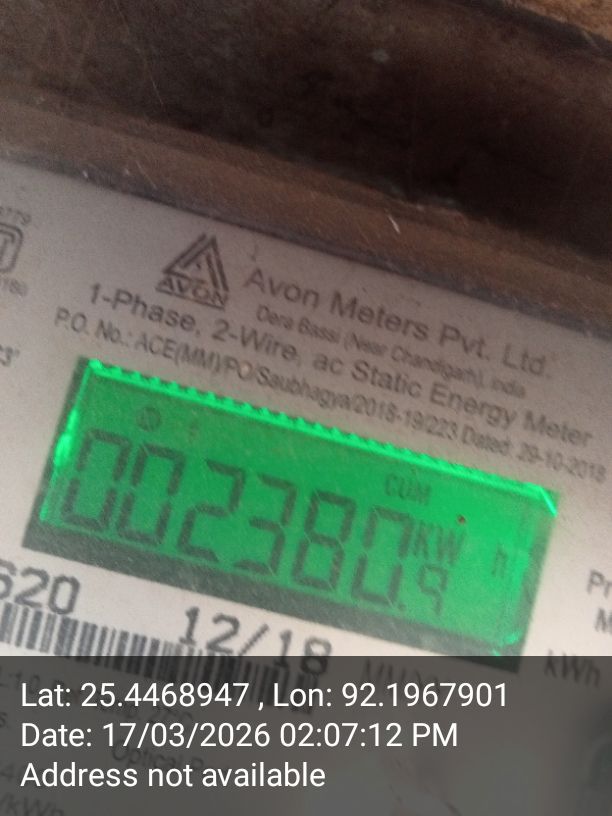 AVON
Avon Meters Pvt. Ltd.
Dera Bassi (Near Chandigarh), India
1-Phase, 2-Wire, ac Static Energy Meter
P.O. No.: ACE(MM)/PO/Saubhagya/2018-19/223 Dated: 29-10-2018
CUM
002380.9 KW h
620
12/18
kWh
Lat: 25.4468947 , Lon: 92.1967901
Date: 17/03/2026 02:07:12 PM
Address not available